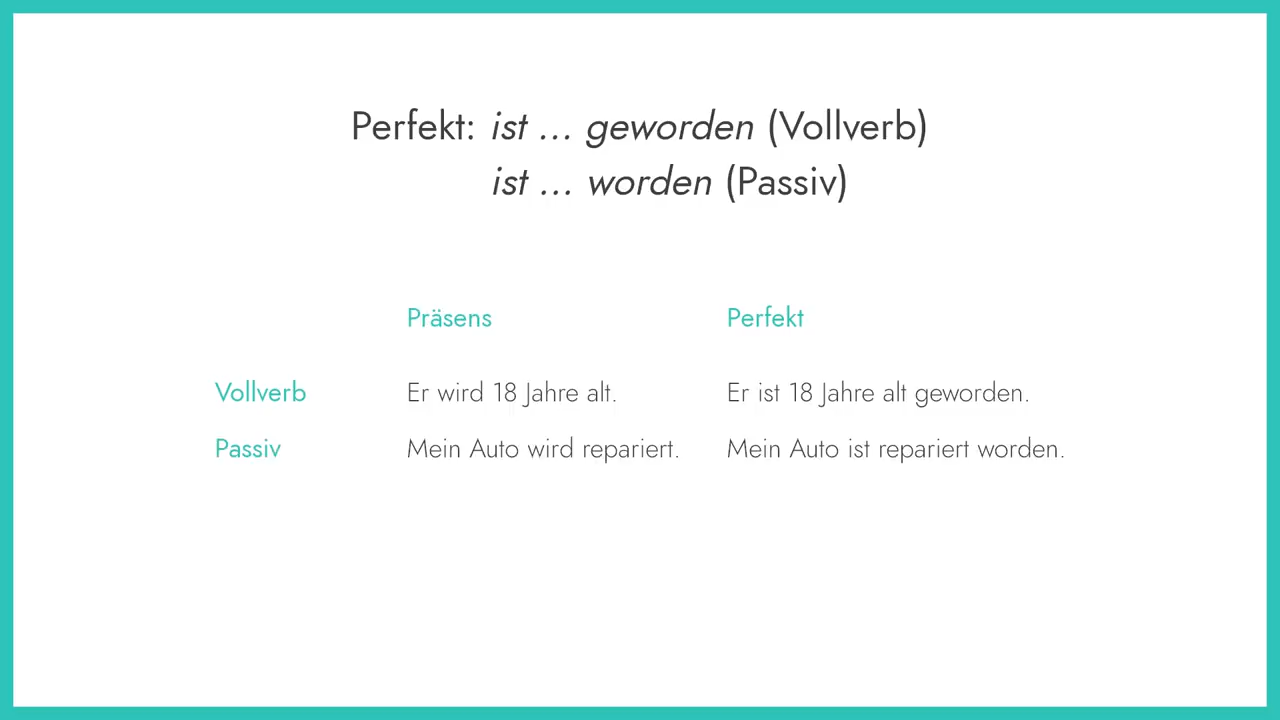 Perfekt: ist ... geworden (Vollverb)
ist ... worden (Passiv)
Präsens Perfekt
Vollverb Er wird 18 Jahre alt. Er ist 18 Jahre alt geworden.
Passiv Mein Auto wird repariert. Mein Auto ist repariert worden.